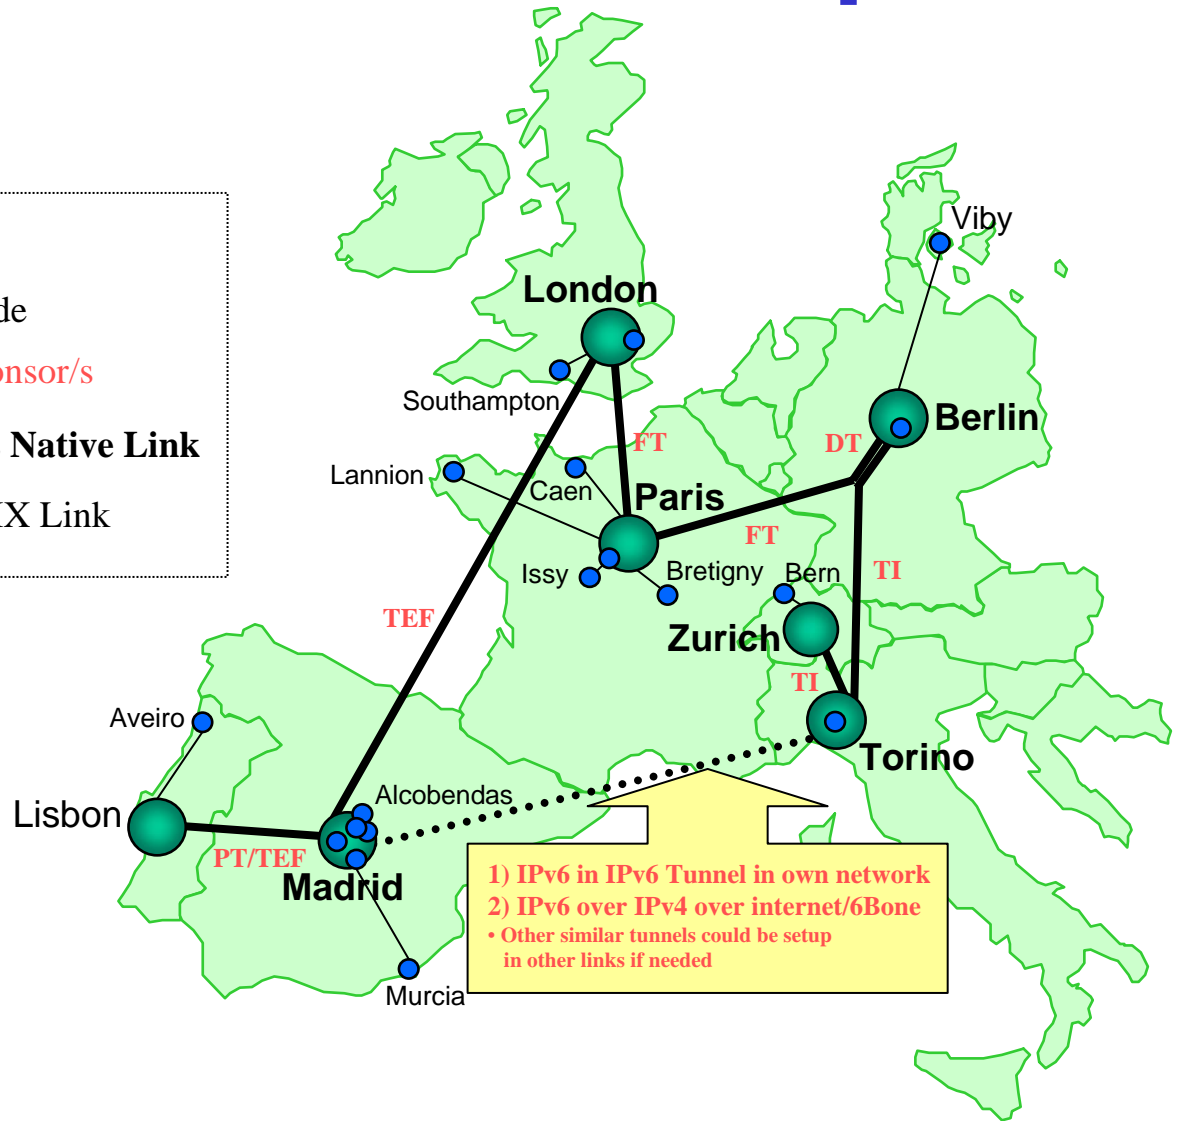 Viby
London
de
onsor/s
Southampton
Berlin
FT
DT
Native Link
Lannion
Caen
Paris
IX Link
FT
Issy
Bretigny
Bern
TI
TEF
Zurich
TI
Aveiro
Torino
Alcobendas
Lisbon
PT/TEF
Madrid
1) IPv6 in IPv6 Tunnel in own network
2) IPv6 over IPv4 over internet/6Bone
• Other similar tunnels could be setup
in other links if needed
Murcia